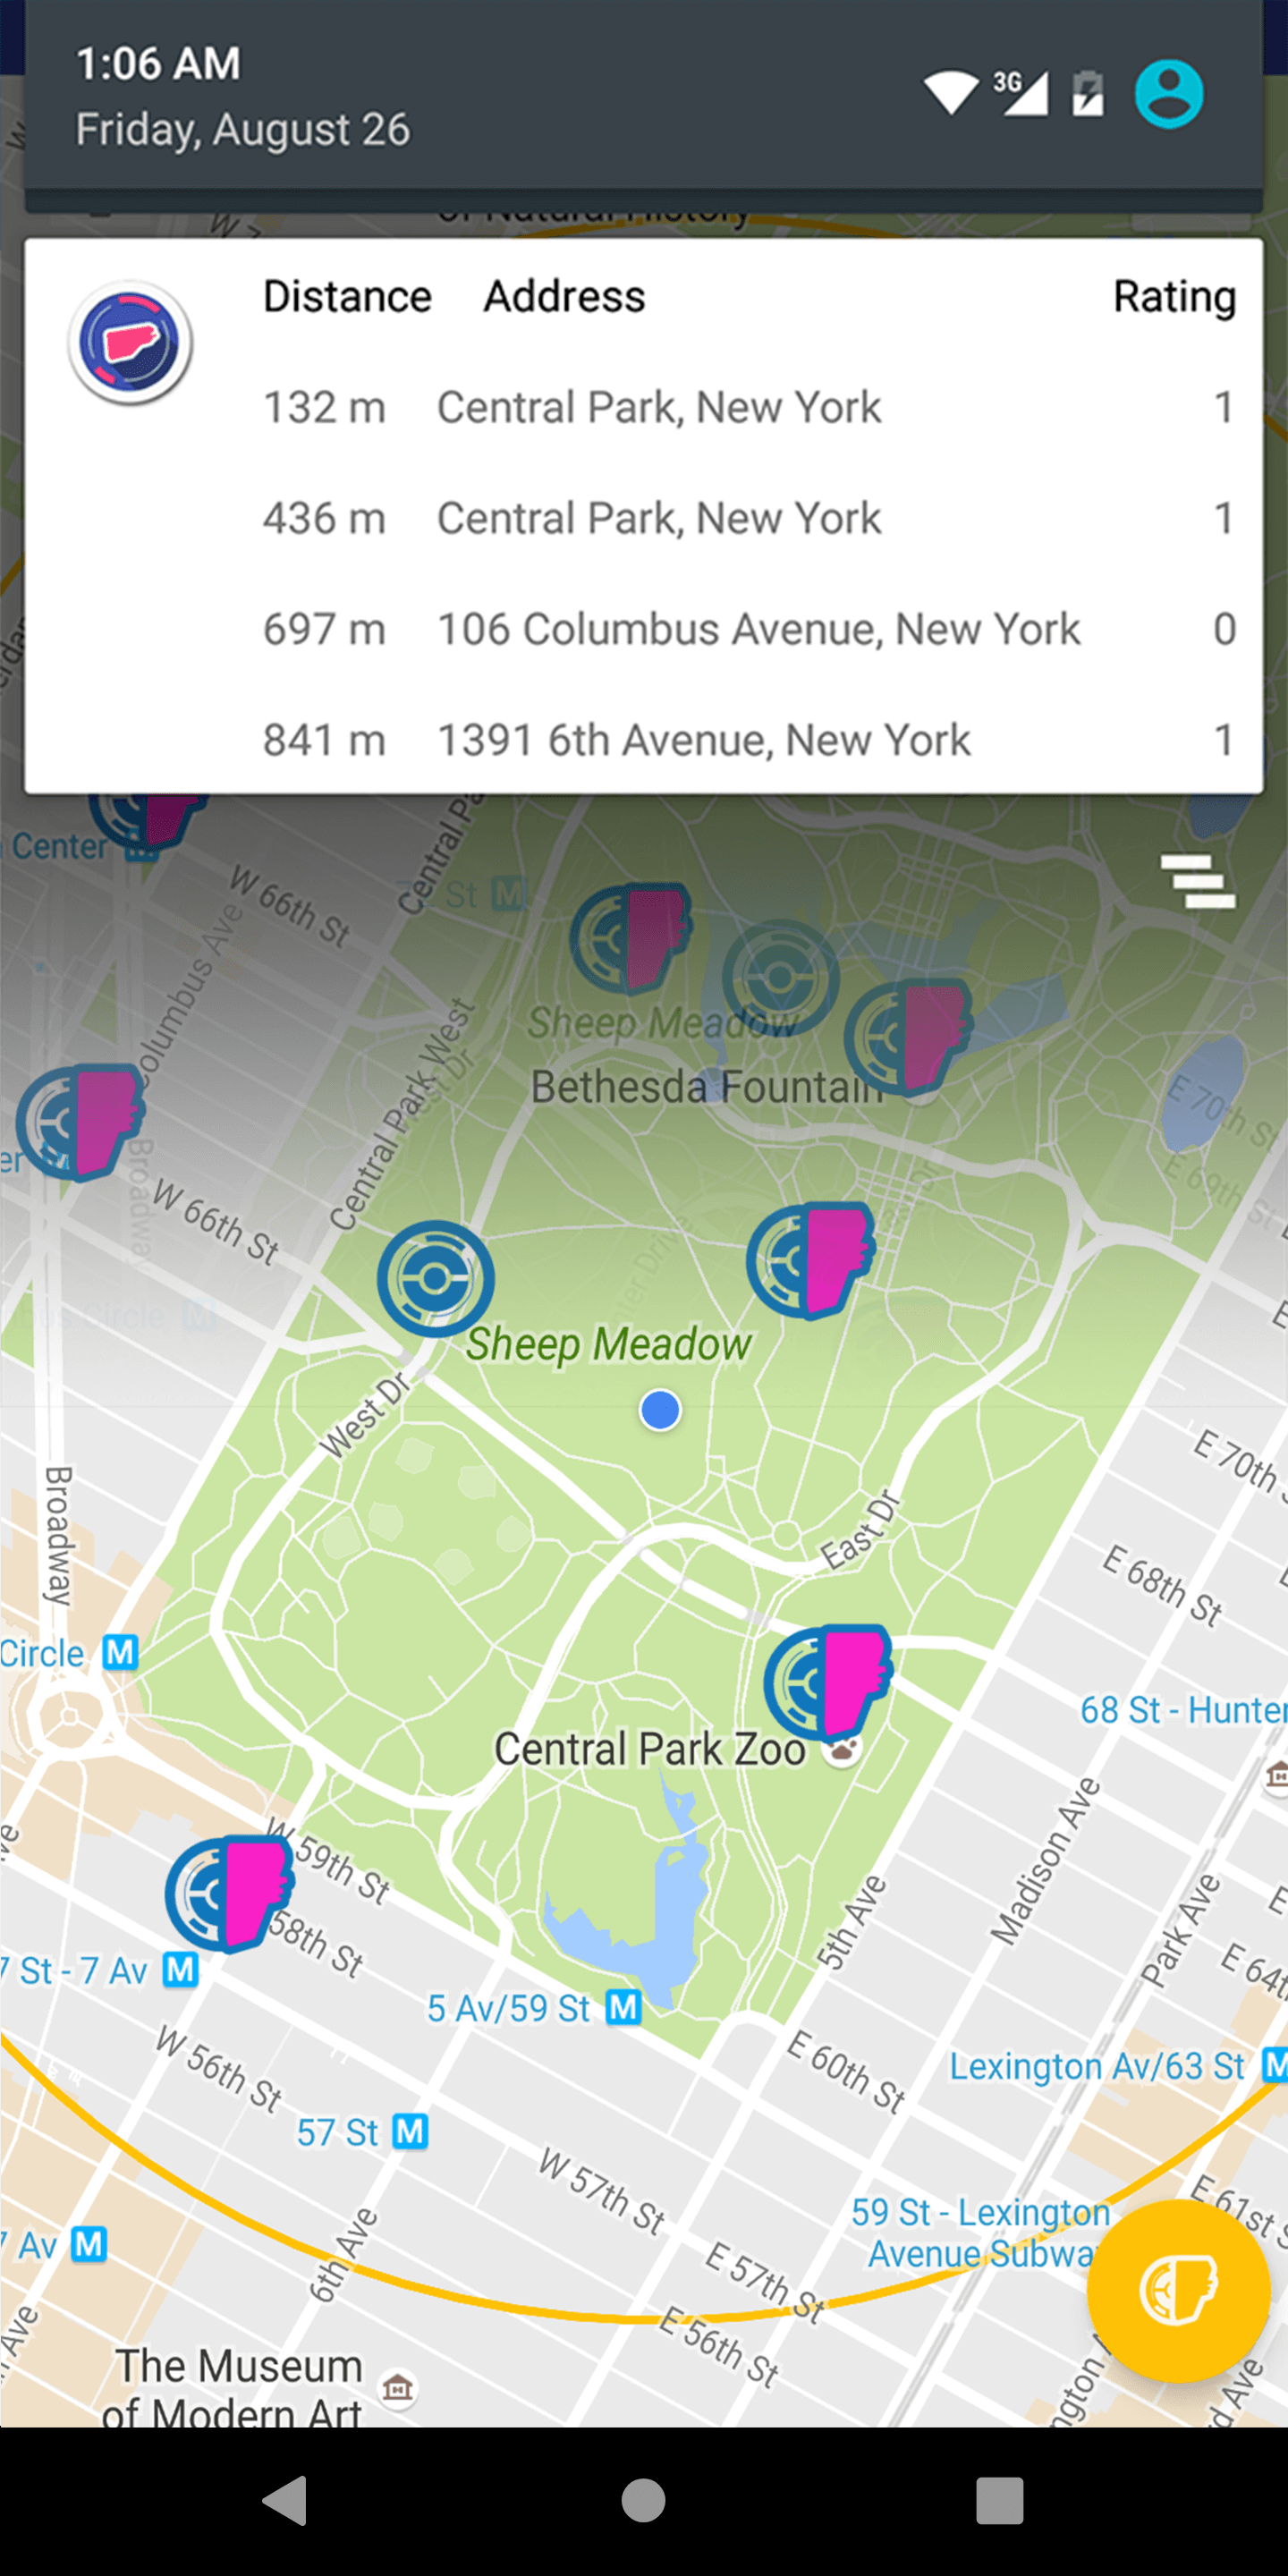 1:06 AM
3G
Friday, August 26
of Natural History
Distance Address Rating
132 m Central Park, New York 1
436 m Central Park, New York 1
697 m 106 Columbus Avenue, New York 0
841 m 1391 6th Avenue, New York 1
Center
W 66th St
St M
Columbus Ave
Central Park West
Sheep Meadow
Bethesda Fountain
E 70th St
E 69th St
Broadway
W 66th St
Circle M
Sheep Meadow
West Dr
E 70th
Broadway
East Dr
E 68th St
Circle M
68 St - Hunter
Central Park Zoo
Madison Ave
W 59th St
58th St
5th Ave
Park Ave
E 64th
St - 7 Av M
5 Av/59 St M
W 56th St
E 60th St
Lexington Av/63 St M
57 St M
W 57th St
E 61st S
59 St - Lexington
Avenue Subway
Av M
6th Ave
E 57th St
E 56th St
The Museum
of Modern Art